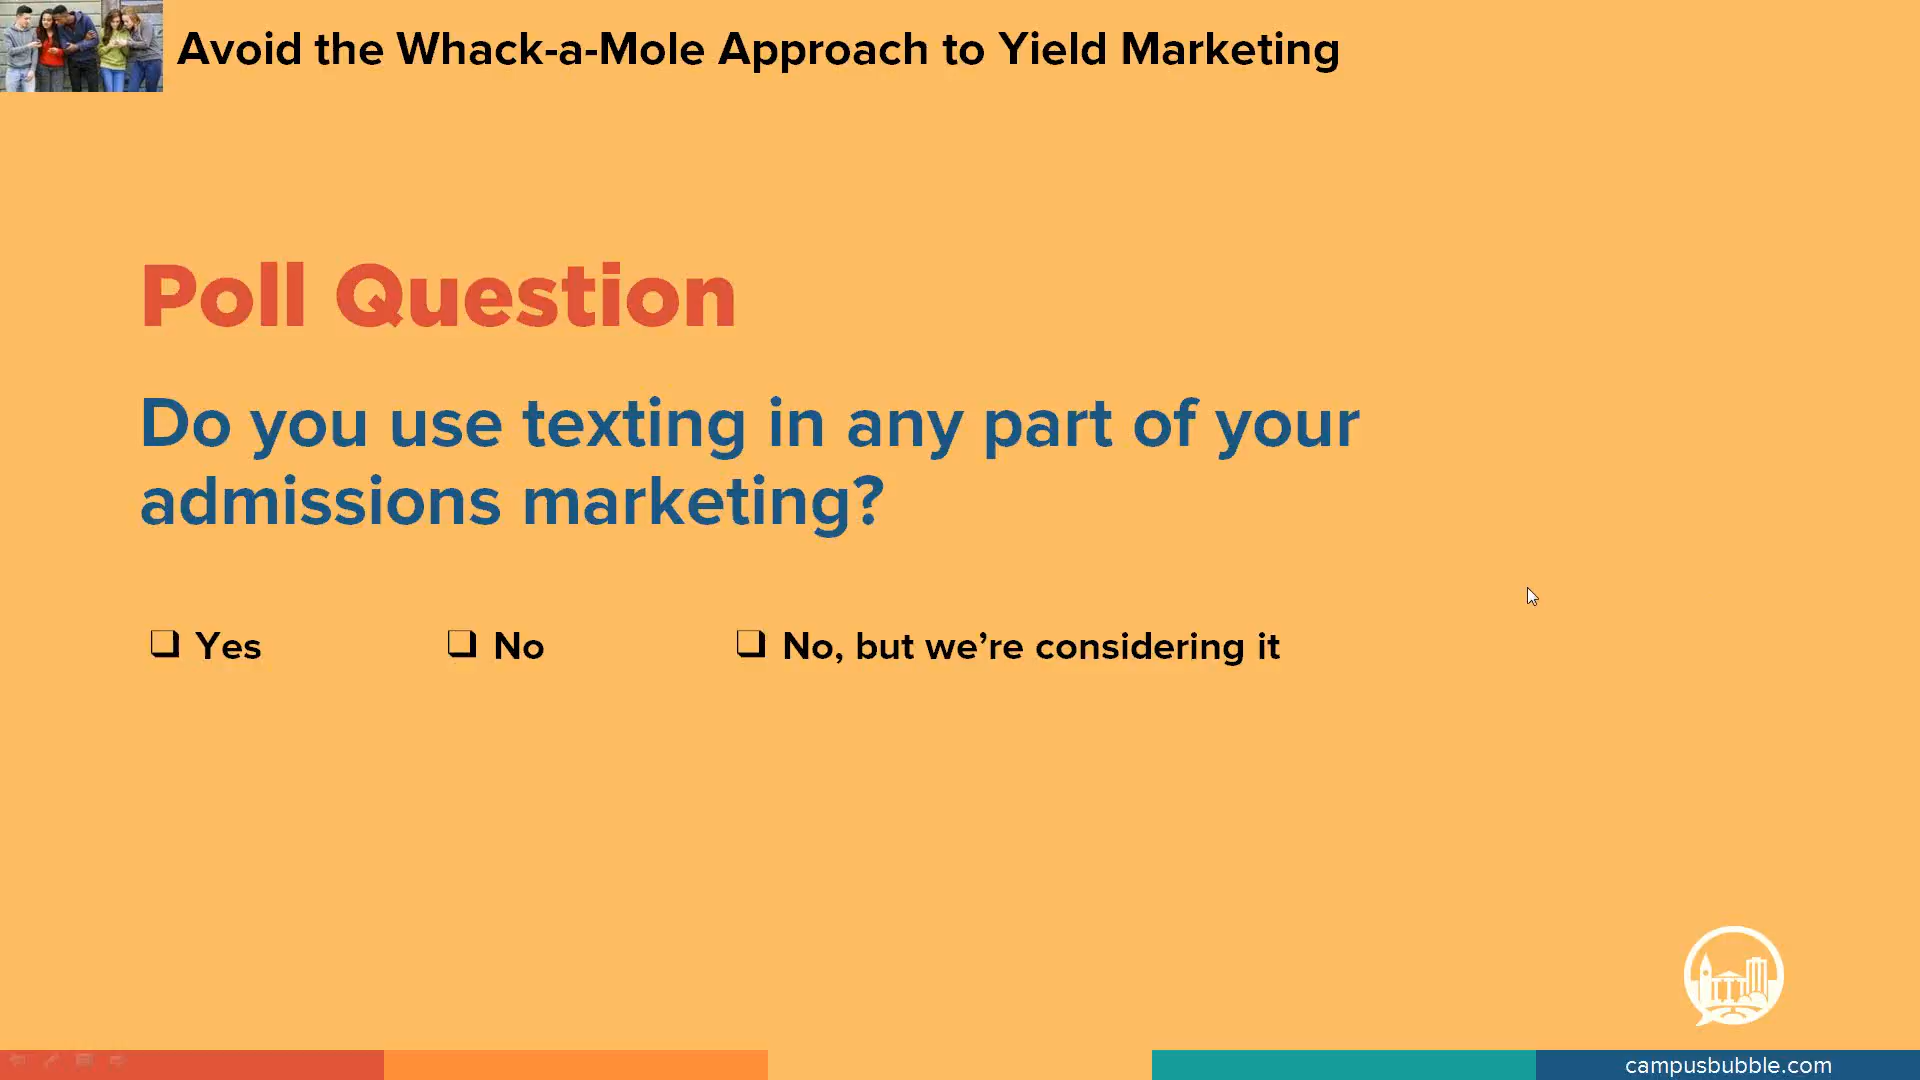 Avoid the Whack-a-Mole Approach to Yield Marketing
Poll Question
Do you use texting in any part of your
admissions marketing?
❑ Yes ❑ No ❑ No, but we’re considering it
campusbubble.com